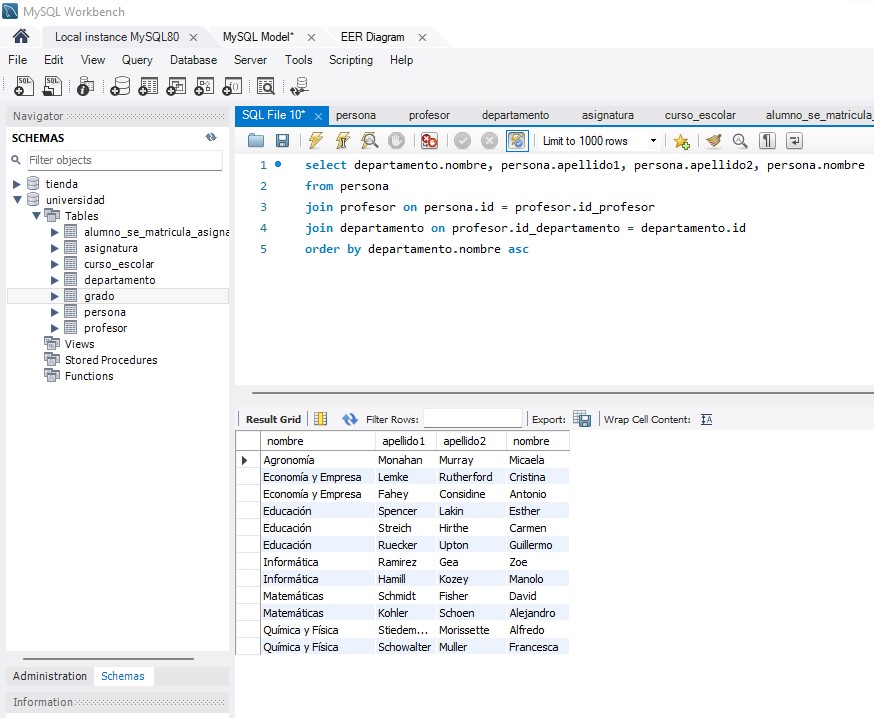 MySQL Workbench
Local instance MySQL80 MySQL Model* EER Diagram
File Edit View Query Database Server Tools Scripting Help
Navigator
SCHEMAS
Filter objects
tienda
universidad
Tables
alumno_se_matricula_asigna
asignatura
curso_escolar
departamento
grado
persona
profesor
Views
Stored Procedures
Functions
Administration Schemas
Information
SQL File 10* persona profesor departamento asignatura curso_escolar alumno_se_matricula_
Limit to 1000 rows
1 select departamento.nombre, persona.apellido1, persona.apellido2, persona.nombre
2 from persona
3 join profesor on persona.id = profesor.id_profesor
4 join departamento on profesor.id_departamento = departamento.id
5 order by departamento.nombre asc
Result Grid Filter Rows: Export: Wrap Cell Content:
nombre apellido1 apellido2 nombre
Agronomía Monahan Murray Micaela
Economía y Empresa Lemke Rutherford Cristina
Economía y Empresa Fahey Considine Antonio
Educación Spencer Lakin Esther
Educación Streich Hirthe Carmen
Educación Ruecker Upton Guillermo
Informática Ramirez Gea Zoe
Informática Hamill Kozey Manolo
Matemáticas Schmidt Fisher David
Matemáticas Kohler Schoen Alejandro
Química y Física Stiedem... Morissette Alfredo
Química y Física Schowalter Muller Francesca